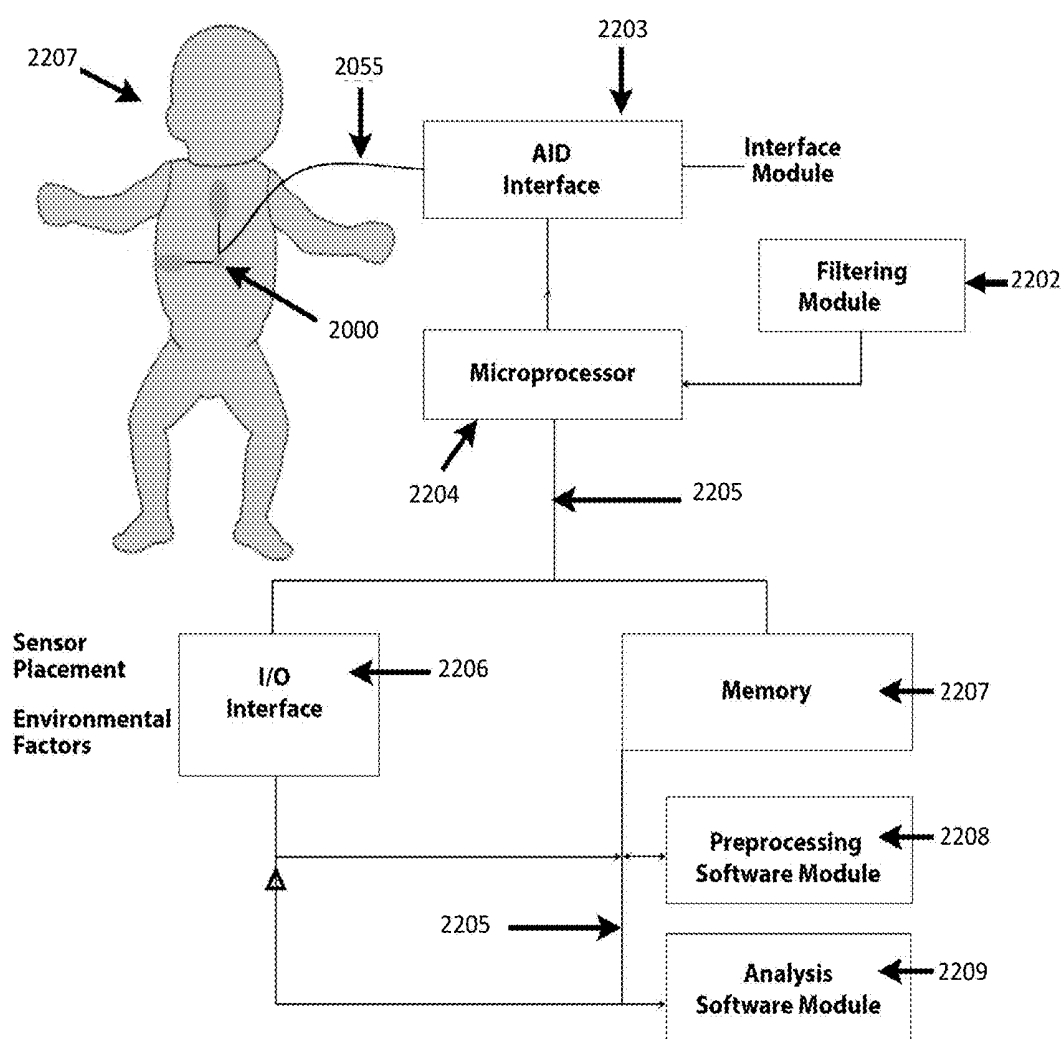 2203
2207
2055
AID
Interface
Interface
Module
Filtering
Module
2202
2000
Microprocessor
2204
2205
Sensor
Placement
Environmental
Factors
I/O
Interface
2206
Memory
2207
Preprocessing
Software Module
2208
2205
Analysis
Software Module
2209